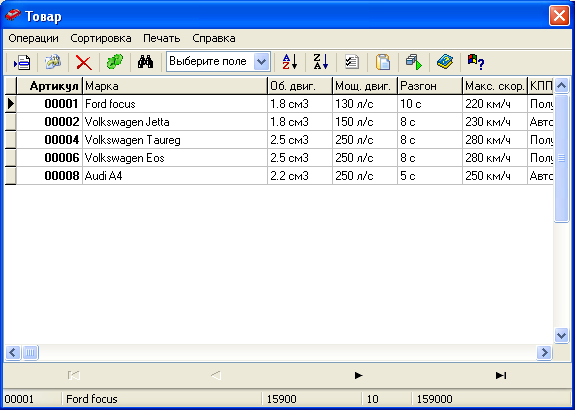 Товар
Операции Сортировка Печать Справка
Выберите поле
Артикул Марка Об. двиг. Мощ. двиг. Разгон Макс. скор. КПП
00001 Ford focus 1.8 см3 130 л/с 10 с 220 км/ч Полу
00002 Volkswagen Jetta 1.8 см3 150 л/с 8 с 230 км/ч Авто
00004 Volkswagen Taureg 2.5 см3 250 л/с 8 с 280 км/ч Полу
00006 Volkswagen Eos 2.5 см3 250 л/с 8 с 280 км/ч Полу
00008 Audi A4 2.2 см3 250 л/с 5 с 250 км/ч Авто
00001 Ford focus 15900 10 159000